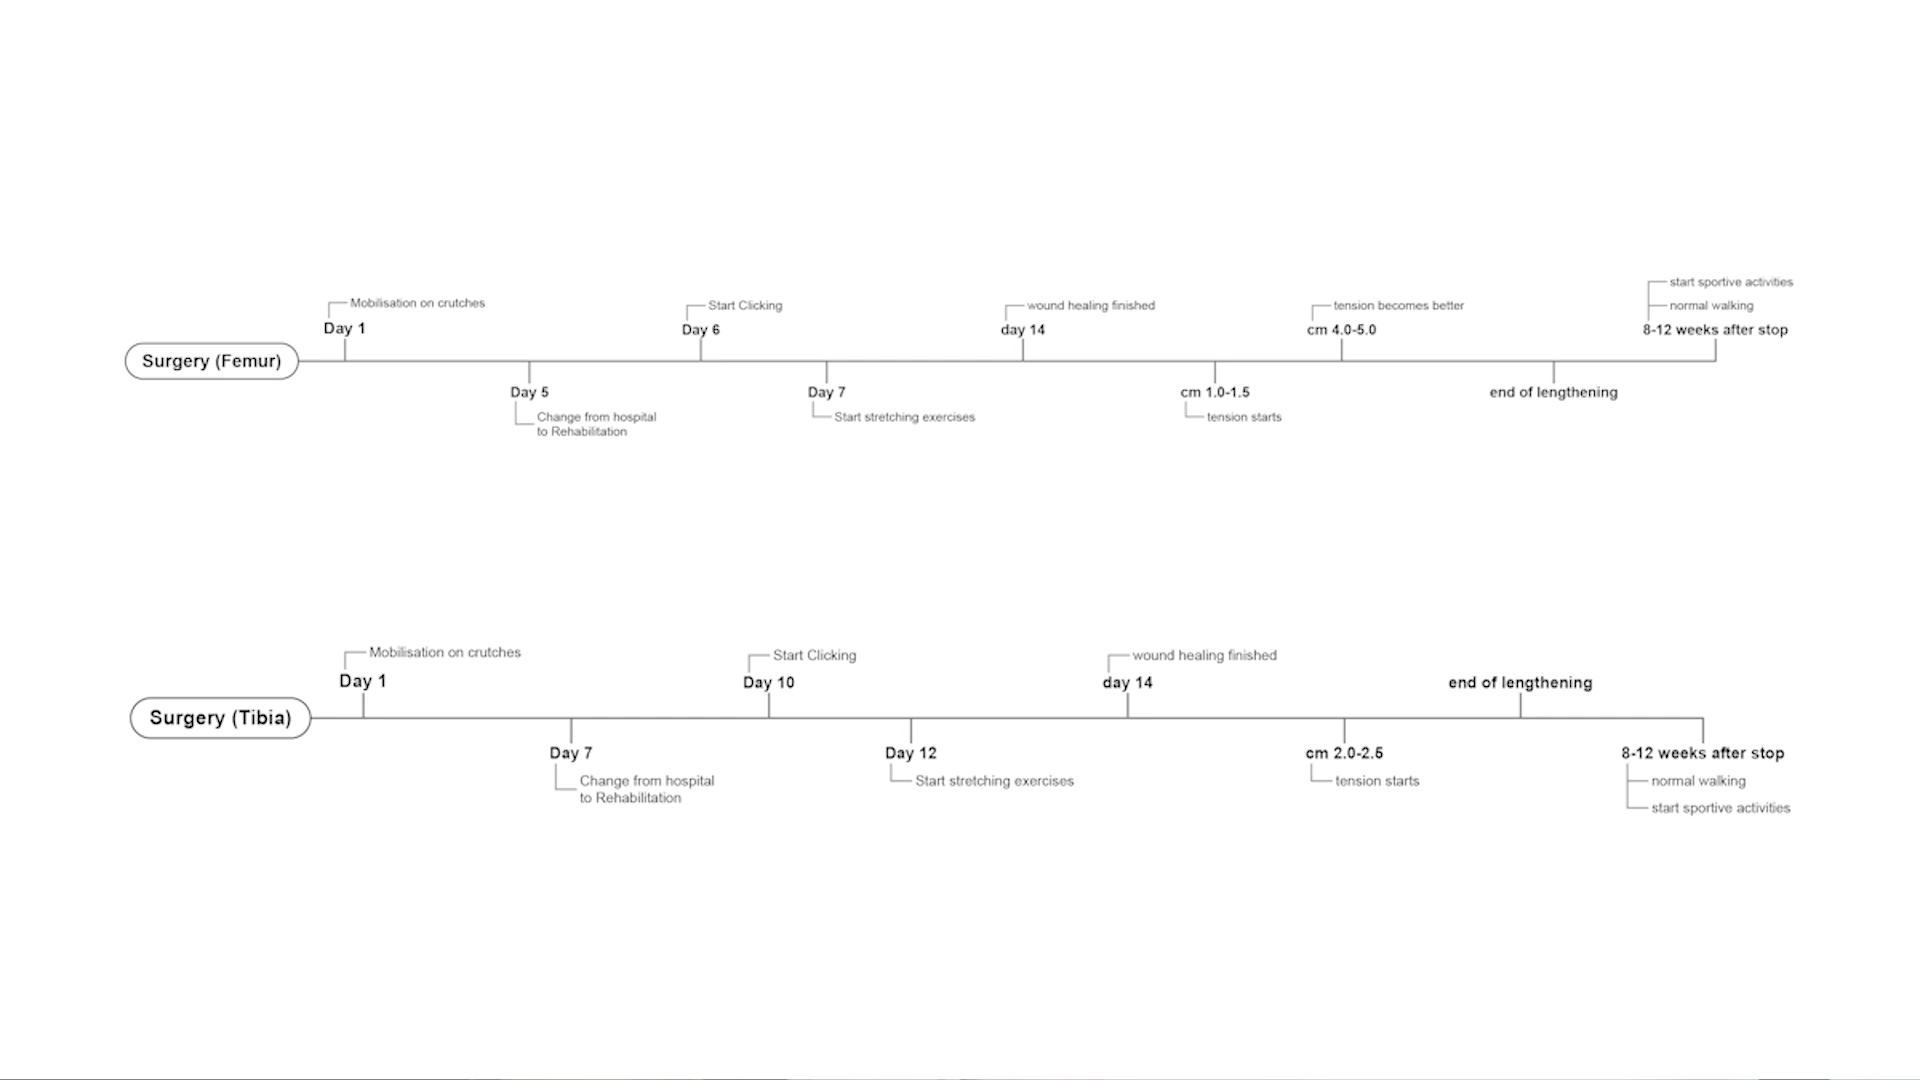 Surgery (Femur)
Mobilisation on crutches
Day 1
Day 5
Change from hospital
to Rehabilitation
Start Clicking
Day 6
Day 7
Start stretching exercises
wound healing finished
day 14
cm 1.0-1.5
tension starts
tension becomes better
cm 4.0-5.0
end of lengthening
start sportive activities
normal walking
8-12 weeks after stop
Surgery (Tibia)
Mobilisation on crutches
Day 1
Day 7
Change from hospital
to Rehabilitation
Start Clicking
Day 10
Day 12
Start stretching exercises
wound healing finished
day 14
cm 2.0-2.5
tension starts
end of lengthening
8-12 weeks after stop
normal walking
start sportive activities